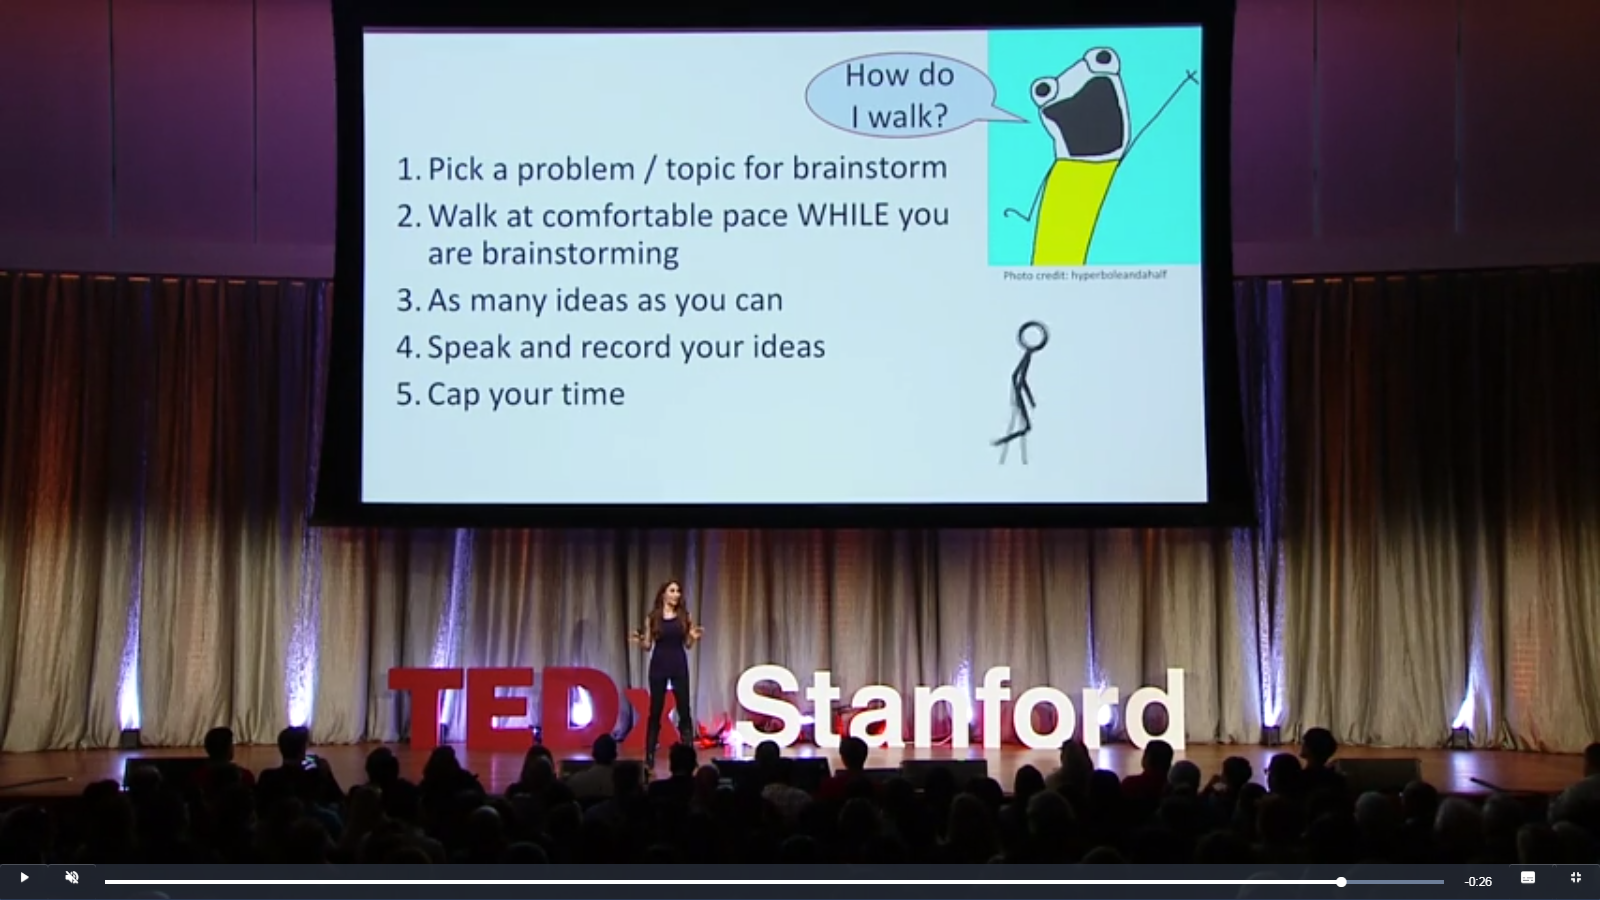 How do
I walk?
1. Pick a problem / topic for brainstorm
2. Walk at comfortable pace WHILE you
are brainstorming
3. As many ideas as you can
4. Speak and record your ideas
5. Cap your time
Photo credit: hyperboleandahalf
TEDx Stanford
-0:26